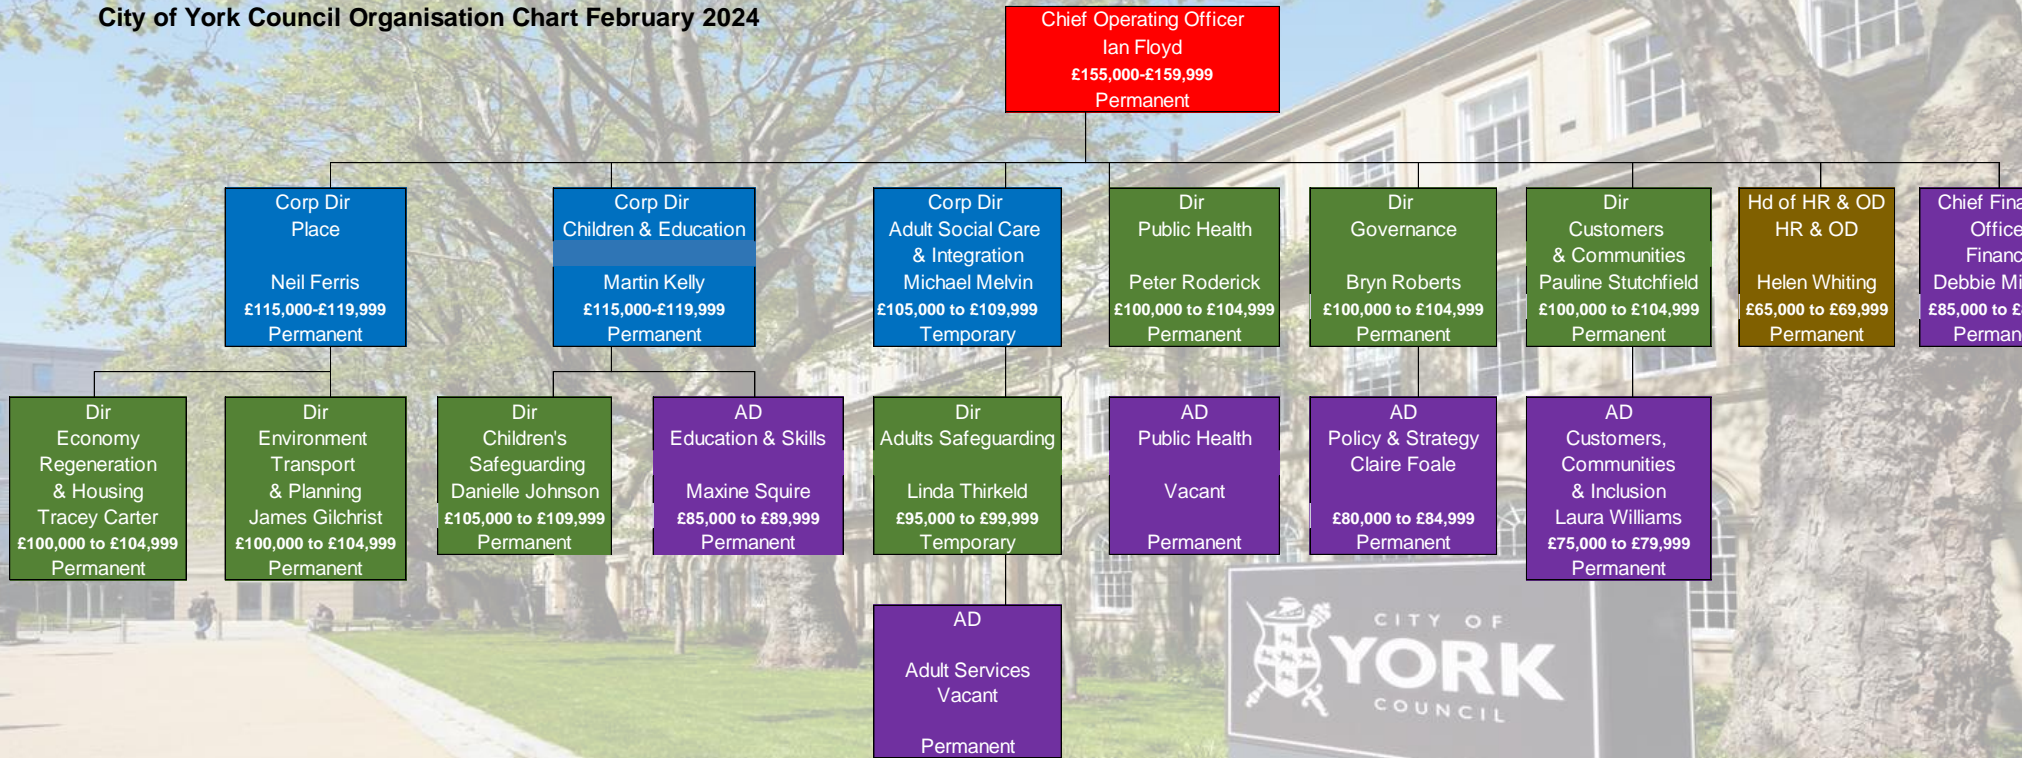 City of York Council Organisation Chart February 2024
Chief Operating Officer
Ian Floyd
£155,000-£159,999
Permanent
Corp Dir
Place
Neil Ferris
£115,000-£119,999
Permanent
Corp Dir
Children & Education
Martin Kelly
£115,000-£119,999
Permanent
Corp Dir
Adult Social Care
& Integration
Michael Melvin
£105,000 to £109,999
Temporary
Dir
Public Health
Peter Roderick
£100,000 to £104,999
Permanent
Dir
Governance
Bryn Roberts
£100,000 to £104,999
Permanent
Dir
Customers
& Communities
Pauline Stutchfield
£100,000 to £104,999
Permanent
Hd of HR & OD
HR & OD
Helen Whiting
£65,000 to £69,999
Permanent
Chief
Debbie
£85,000 to
Dir
Economy
Regeneration
& Housing
Tracey Carter
£100,000 to £104,999
Permanent
Dir
Environment
Transport
& Planning
James Gilchrist
£100,000 to £104,999
Permanent
Dir
Children's
Safeguarding
Danielle Johnson
£105,000 to £109,999
Permanent
AD
Education & Skills
Maxine Squire
£85,000 to £89,999
Permanent
Dir
Adults Safeguarding
Linda Thirkeld
£95,000 to £99,999
Temporary
AD
Public Health
Vacant
Permanent
AD
Policy & Strategy
Claire Foale
£80,000 to £84,999
Permanent
AD
Customers,
Communities
& Inclusion
Laura Williams
£75,000 to £79,999
Permanent
AD
Adult Services
Vacant
Permanent
CITY OF
YORK
COUNCIL